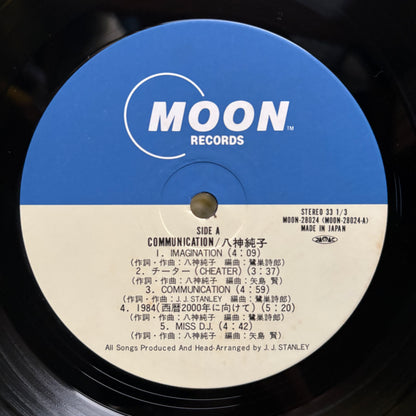 MOON™
RECORDS
STEREO 33 1/3
MOON-28024 (MOON-28024-A)
MADE IN JAPAN
SIDE A
COMMUNICATION/八神純子
1. IMAGINATION (4:09)
(作詞・作曲：八神純子 編曲：鷺巣詩郎)
2. チーター (CHEATER) (3:37)
(作詞・作曲：八神純子 編曲：矢島 賢)
3. COMMUNICATION (4:59)
(作詞・作曲：J.J. STANLEY 編曲：鷺巣詩郎)
4. 1984(西暦2000年に向けて) (5:20)
(作詞・作曲：八神純子 編曲：鷺巣詩郎)
5. MISS D.J. (4:42)
(作詞・作曲：八神純子 編曲：矢島 賢)
All Songs Produced And Head-Arranged by J. J. STANLEY